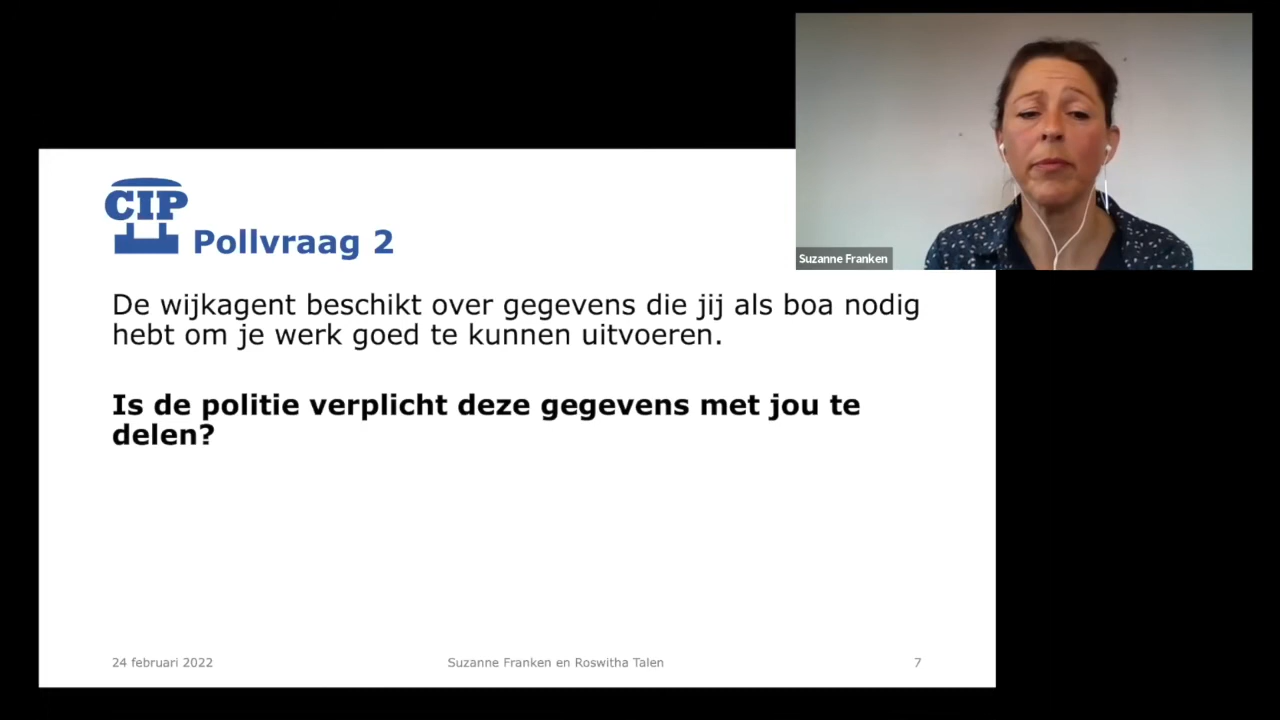 Suzanne Franken
CIP
Pollvraag 2
De wijkagent beschikt over gegevens die jij als boa nodig
hebt om je werk goed te kunnen uitvoeren.
Is de politie verplicht deze gegevens met jou te
delen?
24 februari 2022
Suzanne Franken en Roswitha Talen
7